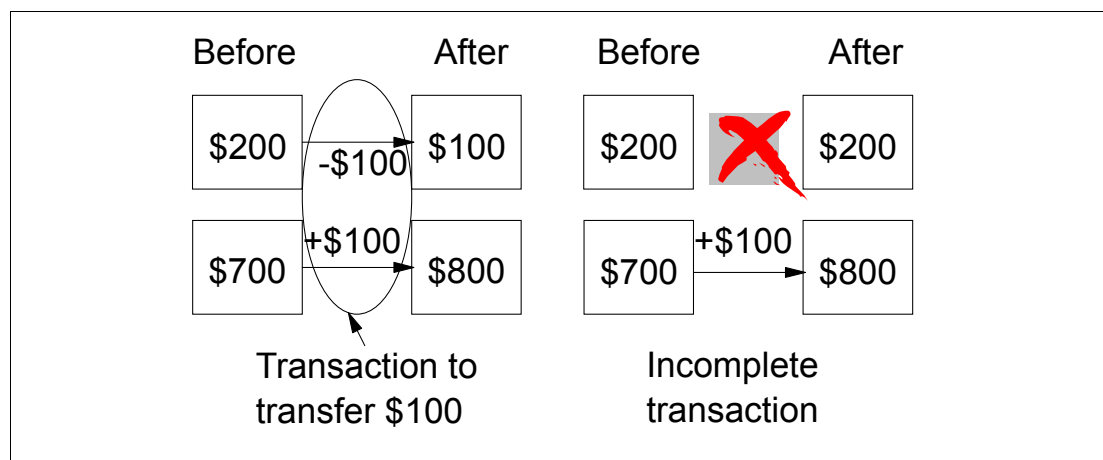 Before After Before After
$200 -$100 $100 $200 $200
$700 +$100 $800 $700 +$100 $800
Transaction to
transfer $100
Incomplete
transaction